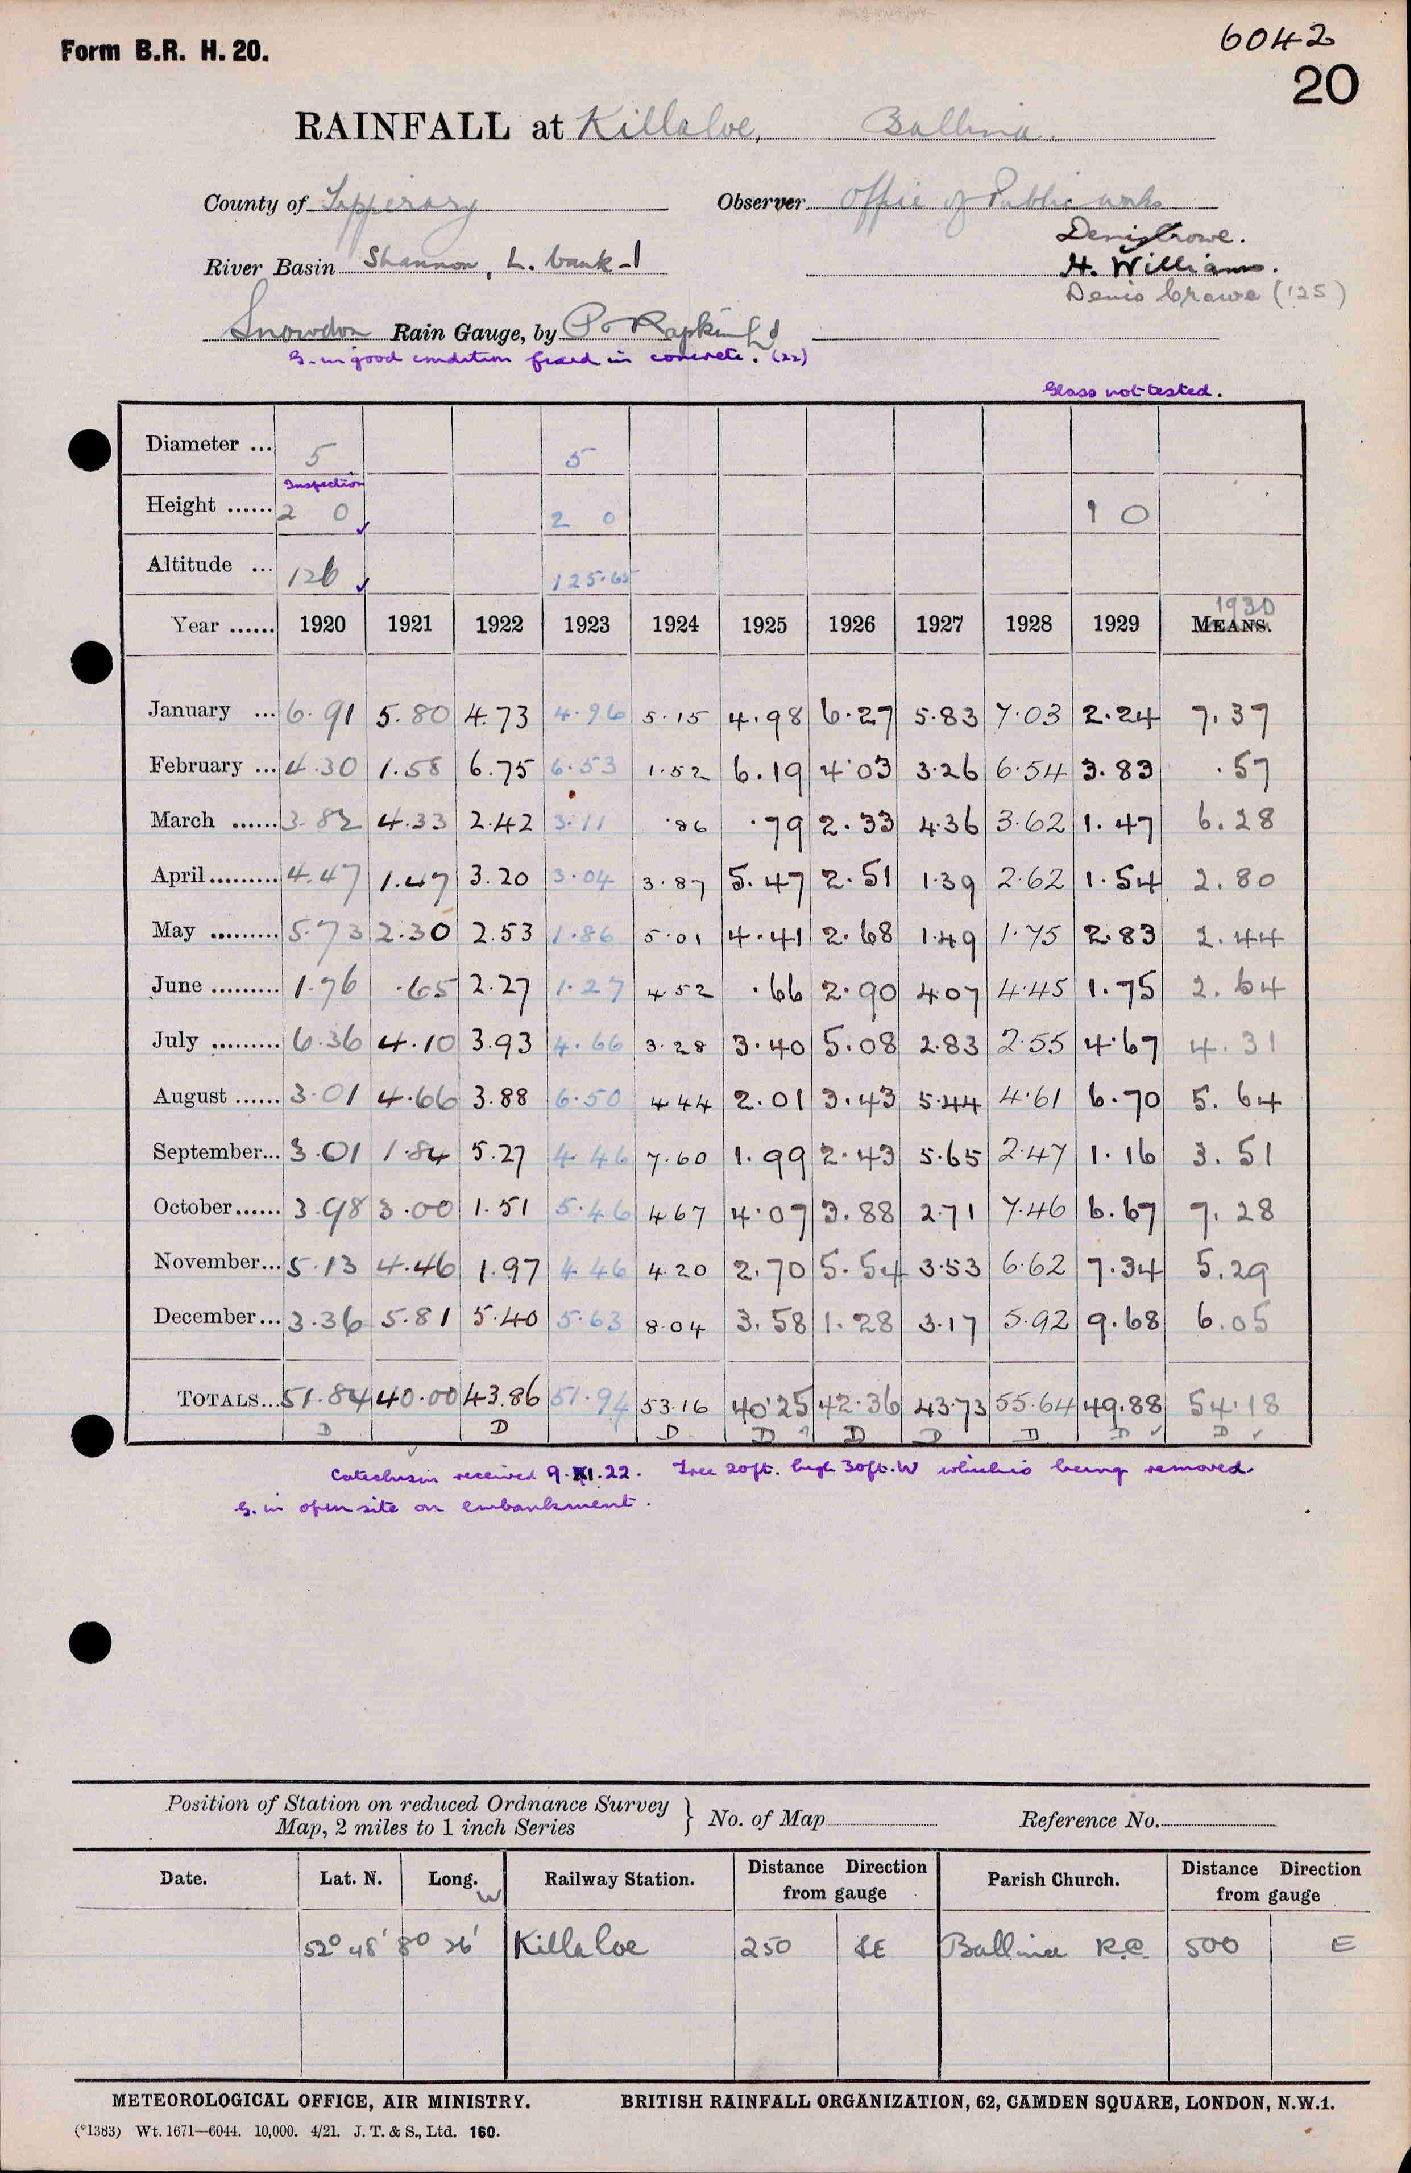 Form B.R. H. 20.
6042
20
RAINFALL at Killaloe, Ballina.
County of Tipperary Observer Office of Public works
Denis Crowe.
River Basin Shannon, L. bank-1 H. Williams.
Denis Crowe (125)
Snowdon Rain Gauge, by
G. in good condition fixed in concrete. (22)
Glass not tested.
Diameter ... 5 5
Inspection
Height ...... 2 0 2 0 1 0
Altitude ... 126 125.65
1930
Year ...... 1920 1921 1922 1923 1924 1925 1926 1927 1928 1929 MEANS.
January ... 6.91 5.80 4.73 4.96 5.15 4.98 6.27 5.83 7.03 2.24 7.37
February ... 4.30 1.58 6.75 6.53 1.52 6.19 4.03 3.26 6.54 3.83 .57
March ...... 3.82 4.33 2.42 3.11 .86 .79 2.33 4.36 3.62 1.47 6.28
April ......... 4.47 1.47 3.20 3.04 3.87 5.47 2.51 1.39 2.62 1.54 2.80
May ......... 5.73 2.30 2.53 1.86 5.01 4.41 2.68 1.49 1.75 2.83 2.44
June ......... 1.76 .65 2.27 1.27 4.52 .66 2.90 4.07 4.45 1.75 2.64
July ......... 6.36 4.10 3.93 4.66 3.28 3.40 5.08 2.83 2.55 4.67 4.31
August ...... 3.01 4.66 3.88 6.50 4.44 2.01 3.43 5.44 4.61 6.70 5.64
September... 3.01 1.84 5.27 4.46 7.60 1.99 2.43 5.65 2.47 1.16 3.51
October...... 3.98 3.00 1.51 5.46 4.67 4.07 3.88 2.71 7.46 6.67 7.28
November... 5.13 4.46 1.97 4.46 4.20 2.70 5.54 3.53 6.62 7.34 5.29
December... 3.36 5.81 5.40 5.63 8.04 3.58 1.28 3.17 5.92 9.68 6.05
TOTALS... 51.84 40.00 43.86 51.94 53.16 40.25 42.36 43.73 55.64 49.88 54.18
D D D D D D D D D
Catechism received 9.XI.22. Tree 20ft. high 30ft. W which is being removed.
G. in open site on embankment.
Position of Station on reduced Ordnance Survey
Map, 2 miles to 1 inch Series } No. of Map Reference No.
Date. Lat. N. Long. W Railway Station. Distance Direction from gauge Parish Church. Distance Direction from gauge
52° 48' 8° 26' Killaloe 250 SE Ballina R.C. 500 E
METEOROLOGICAL OFFICE, AIR MINISTRY. BRITISH RAINFALL ORGANIZATION, 62, CAMDEN SQUARE, LONDON, N.W.1.
(°1383) Wt. 1671—6044. 10,000. 4/21. J. T. & S., Ltd. 160.